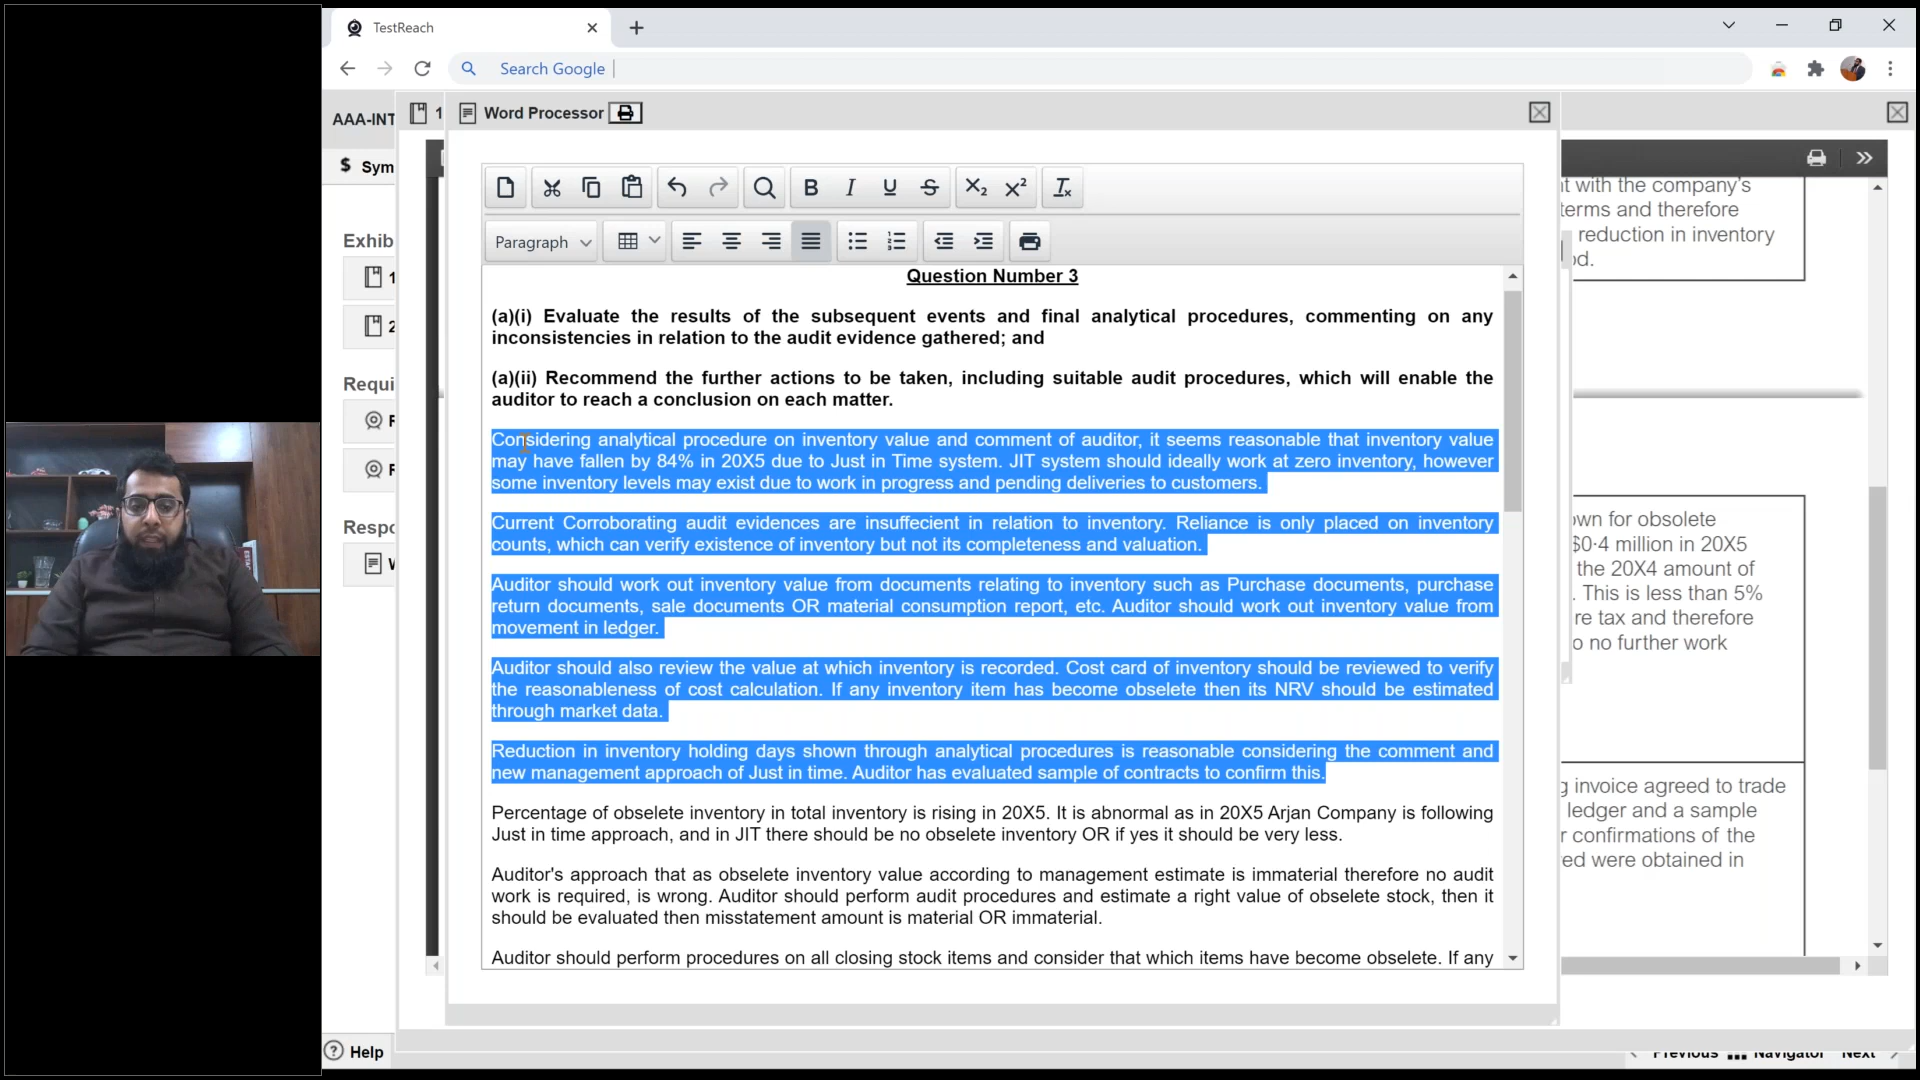 TestReach
Search Google
AAA-INT
1
Word Processor
$ Sym
Exhib
1
2
Requi
Respo
Paragraph
Question Number 3
(a)(i) Evaluate the results of the subsequent events and final analytical procedures, commenting on any
inconsistencies in relation to the audit evidence gathered; and
(a)(ii) Recommend the further actions to be taken, including suitable audit procedures, which will enable the
auditor to reach a conclusion on each matter.
Considering analytical procedure on inventory value and comment of auditor, it seems reasonable that inventory value
may have fallen by 84% in 20X5 due to Just in Time system. JIT system should ideally work at zero inventory, however
some inventory levels may exist due to work in progress and pending deliveries to customers.
Current Corroborating audit evidences are insuffecient in relation to inventory. Reliance is only placed on inventory
counts, which can verify existence of inventory but not its completeness and valuation.
Auditor should work out inventory value from documents relating to inventory such as Purchase documents, purchase
return documents, sale documents OR material consumption report, etc. Auditor should work out inventory value from
movement in ledger.
Auditor should also review the value at which inventory is recorded. Cost card of inventory should be reviewed to verify
the reasonableness of cost calculation. If any inventory item has become obselete then its NRV should be estimated
through market data.
Reduction in inventory holding days shown through analytical procedures is reasonable considering the comment and
new management approach of Just in time. Auditor has evaluated sample of contracts to confirm this.
Percentage of obselete inventory in total inventory is rising in 20X5. It is abnormal as in 20X5 Arjan Company is following
Just in time approach, and in JIT there should be no obselete inventory OR if yes it should be very less.
Auditor's approach that as obselete inventory value according to management estimate is immaterial therefore no audit
work is required, is wrong. Auditor should perform audit procedures and estimate a right value of obselete stock, then it
should be evaluated then misstatement amount is material OR immaterial.
Auditor should perform procedures on all closing stock items and consider that which items have become obselete. If any
t with the company's
terms and therefore
reduction in inventory
od.
own for obsolete
$0·4 million in 20X5
the 20X4 amount of
. This is less than 5%
re tax and therefore
o no further work
g invoice agreed to trade
ledger and a sample
r confirmations of the
ed were obtained in
Help
Previous
Navigator
Next